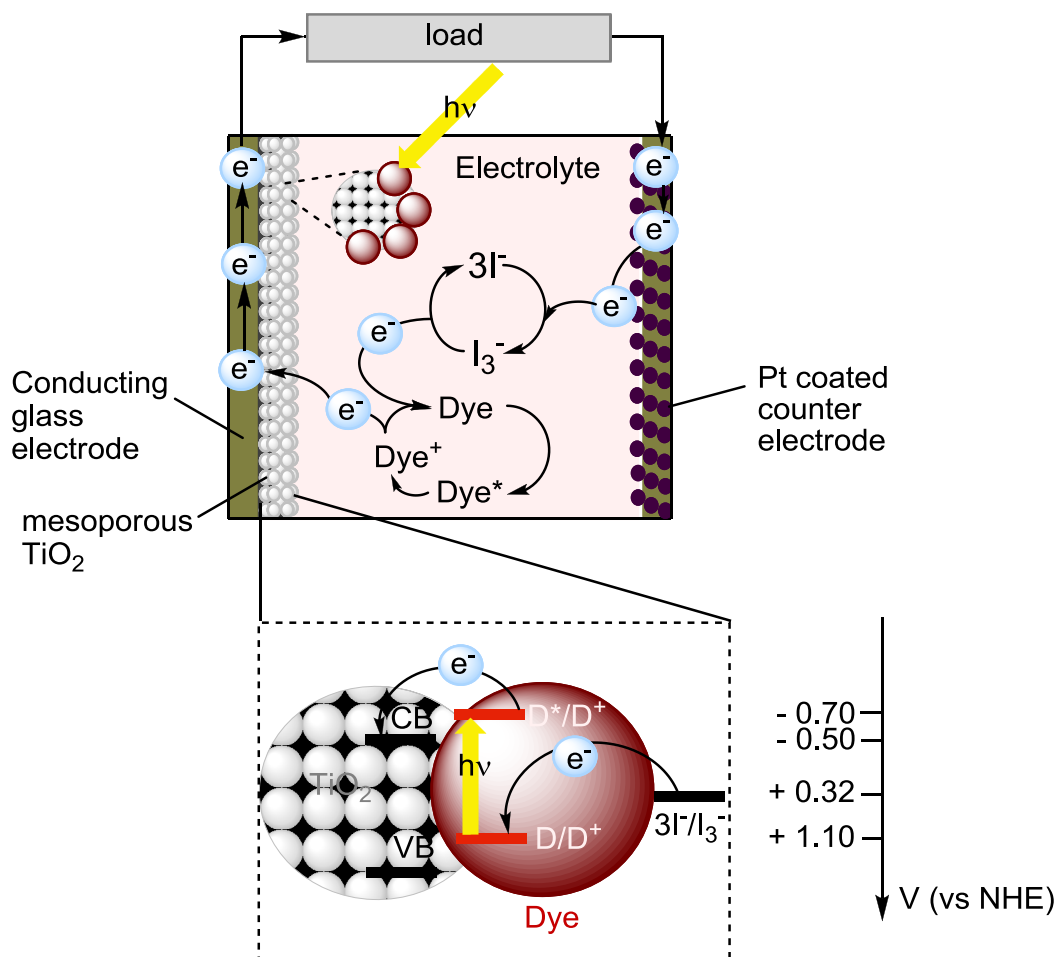 load
hν
e-
Electrolyte
e-
e-
e-
3I-
e-
e-
I3-
e-
Conducting
glass
electrode
e-
Dye
Pt coated
counter
electrode
Dye+
Dye*
mesoporous
TiO2
e-
CB
D*/D+
- 0.70
- 0.50
hν
e-
TiO2
+ 0.32
3I-/I3-
VB
D/D+
+ 1.10
V (vs NHE)
Dye